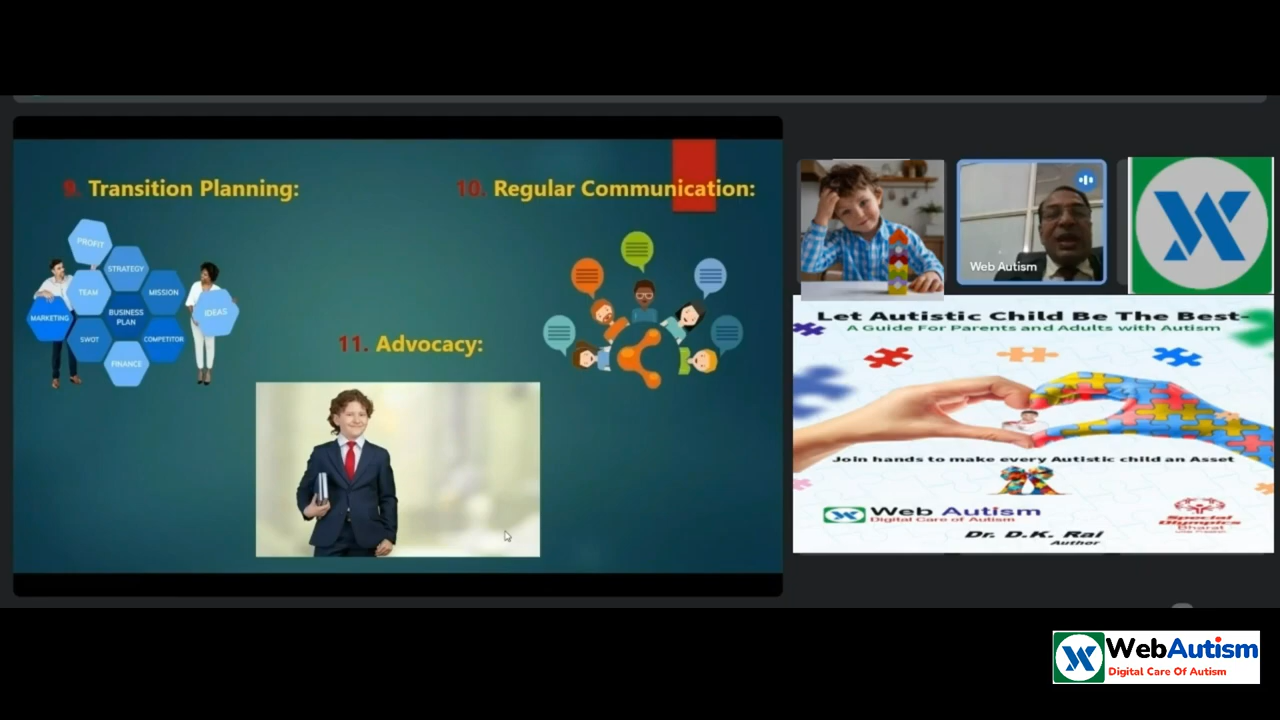 9. Transition Planning:
10. Regular Communication:
PROFIT
STRATEGY
TEAM
MISSION
MARKETING
BUSINESS
PLAN
IDEAS
SWOT
COMPETITOR
FINANCE
11. Advocacy:
Web Autism
Let Autistic Child Be The Best-
A Guide For Parents and Adults with Autism
Join hands to make every Autistic child an Asset
Web Autism
Digital Care of Autism
Special
Olympics
Bharat
Dr. D.K. Rai
Author
WebAutism
Digital Care Of Autism